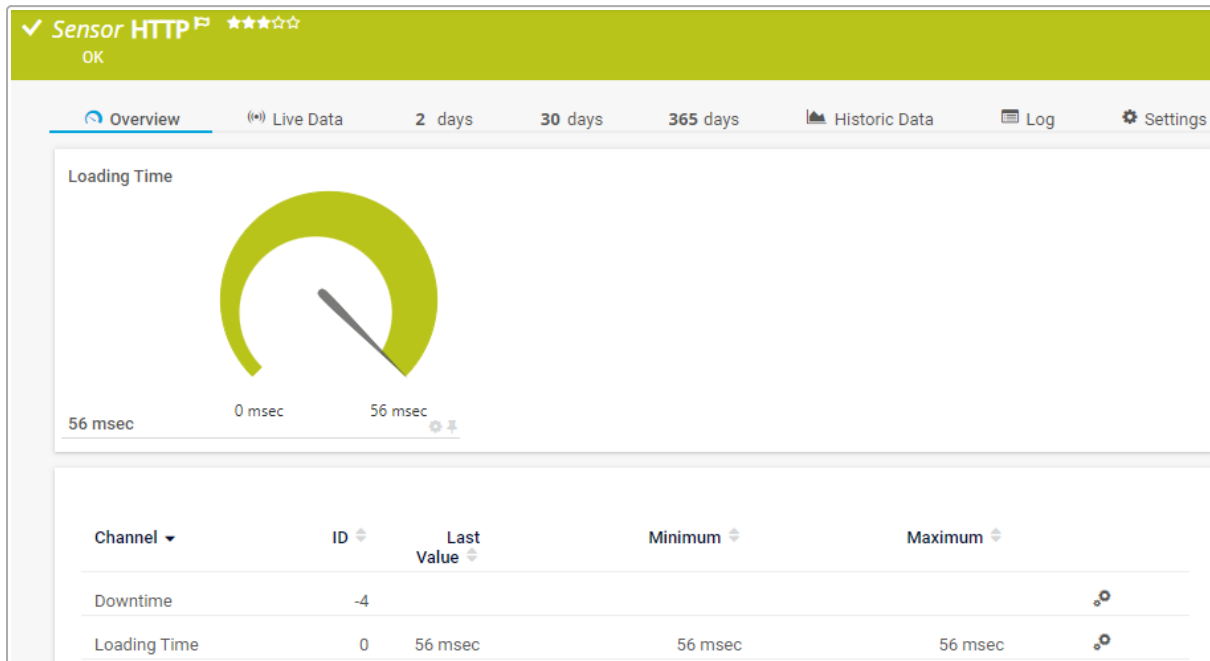 Sensor HTTP
OK
Overview Live Data 2 days 30 days 365 days Historic Data Log Settings
Loading Time
0 msec 56 msec
56 msec
Channel ID Last Value Minimum Maximum
Downtime -4
Loading Time 0 56 msec 56 msec 56 msec